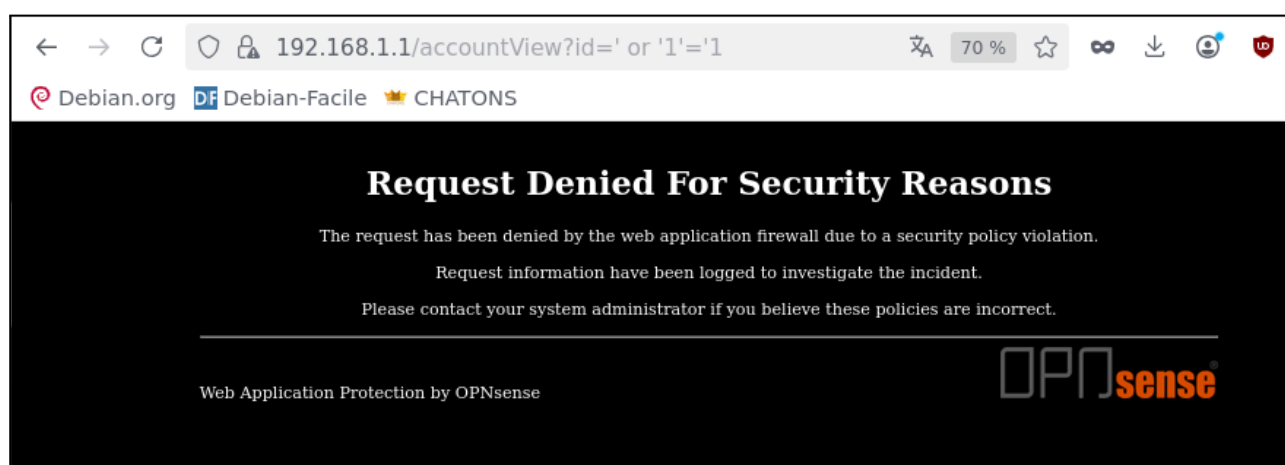 192.168.1.1/accountView?id=' or '1'='1
70 %
Debian.org DF Debian-Facile CHATONS
Request Denied For Security Reasons
The request has been denied by the web application firewall due to a security policy violation.
Request information have been logged to investigate the incident.
Please contact your system administrator if you believe these policies are incorrect.
OPNsense®
Web Application Protection by OPNsense